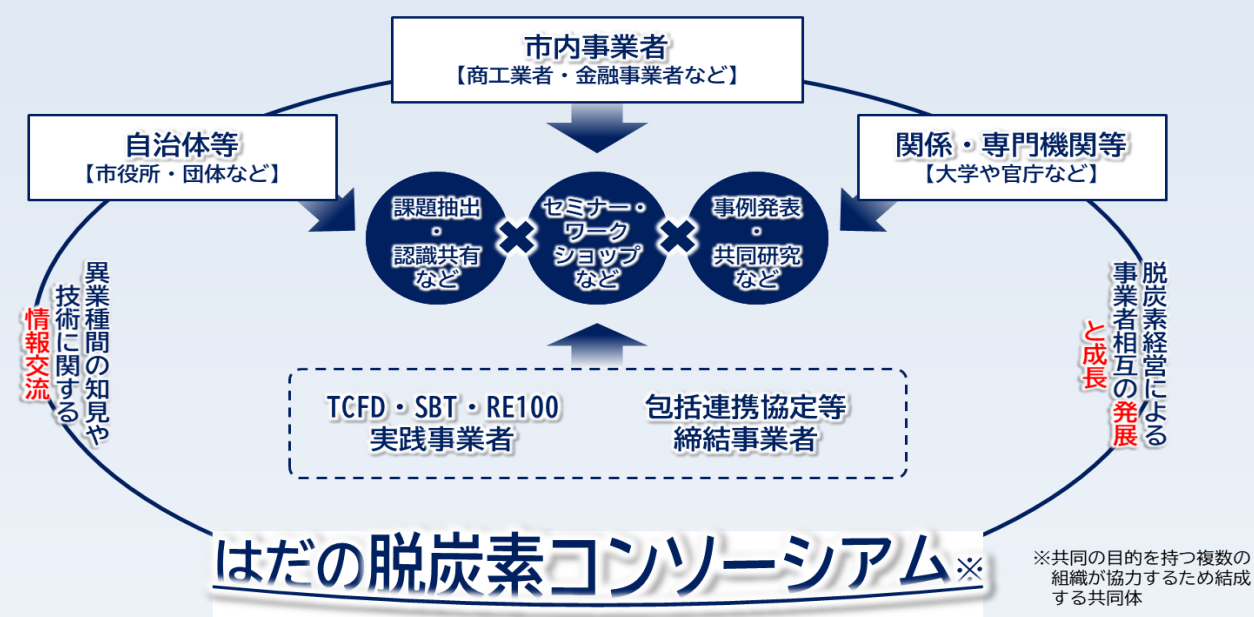 市内事業者
【商工業者・金融事業者など】
自治体等
【市役所・団体など】
関係・専門機関等
【大学や官庁など】
課題抽出
・
認識共有
など
セミナー・
ワーク
ショップ
など
事例発表
・
共同研究
など
異業種間の知見や
技術に関する
情報交流
脱炭素経営による
事業者相互の発展
と成長
TCFD・SBT・RE100
実践事業者
包括連携協定等
締結事業者
はだの脱炭素コンソーシアム※
※共同の目的を持つ複数の
組織が協力するため結成
する共同体